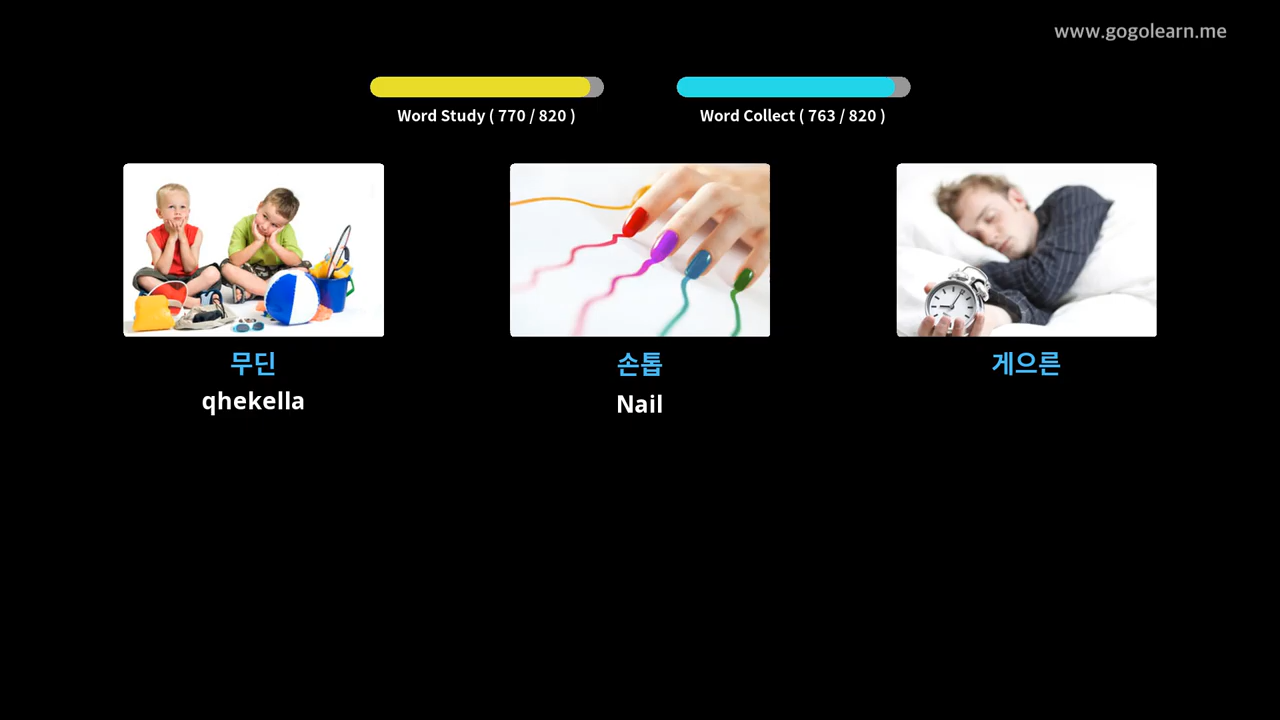 www.gogolearn.me
Word Study ( 770 / 820 )
Word Collect ( 763 / 820 )
무딘
손톱
게으른
qhekella
Nail